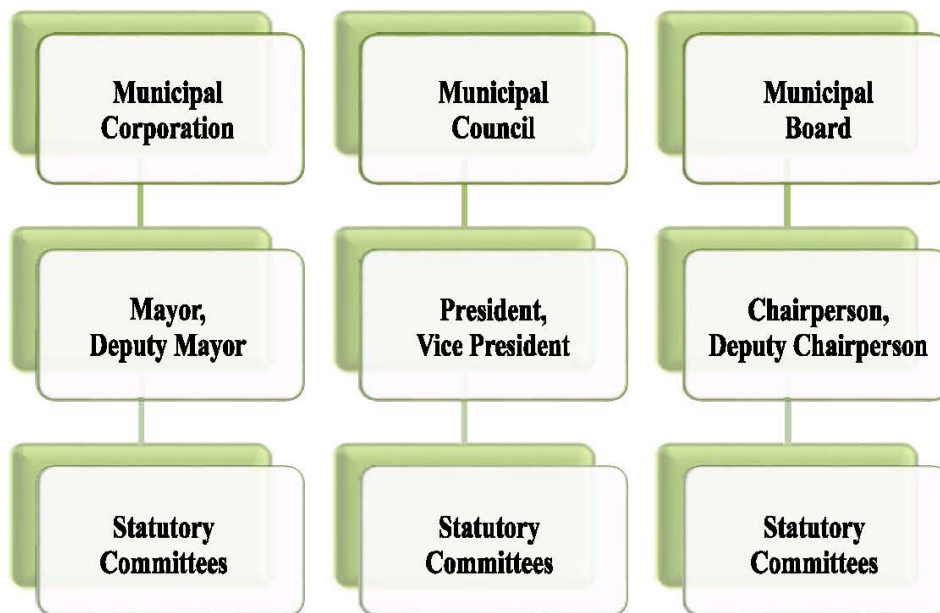 Municipal
Corporation
Municipal
Council
Municipal
Board
Mayor,
Deputy Mayor
President,
Vice President
Chairperson,
Deputy Chairperson
Statutory
Committees
Statutory
Committees
Statutory
Committees